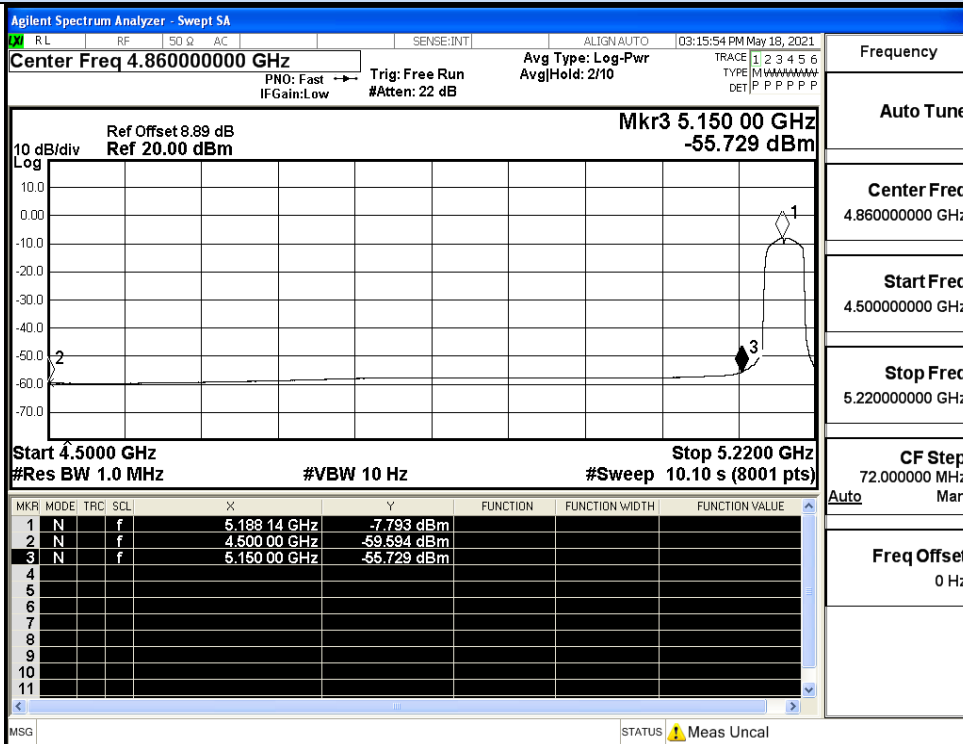 Agilent Spectrum Analyzer - Swept SA
LXI RL RF 50 Ω AC SENSE:INT ALIGN AUTO 03:15:54 PM May 18, 2021
Center Freq 4.860000000 GHz
PNO: Fast
IFGain:Low
Trig: Free Run
#Atten: 22 dB
Avg Type: Log-Pwr
Avg|Hold: 2/10
TRACE 1 2 3 4 5 6
TYPE M WWWWW
DET P P P P P P
Mkr3 5.150 00 GHz
-55.729 dBm
Ref Offset 8.89 dB
10 dB/div Ref 20.00 dBm
Log
10.0
0.00
-10.0
-20.0
-30.0
-40.0
-50.0
-60.0
-70.0
1
2
3
Start 4.5000 GHz Stop 5.2200 GHz
#Res BW 1.0 MHz #VBW 10 Hz #Sweep 10.10 s (8001 pts)
MKR MODE TRC SCL X Y FUNCTION FUNCTION WIDTH FUNCTION VALUE
1 N f 5.188 14 GHz -7.793 dBm
2 N f 4.500 00 GHz -59.594 dBm
3 N f 5.150 00 GHz -55.729 dBm
4
5
6
7
8
9
10
11
MSG STATUS Meas Uncal
Frequency
Auto Tune
Center Freq
4.860000000 GHz
Start Freq
4.500000000 GHz
Stop Freq
5.220000000 GHz
CF Step
72.000000 MHz
Auto Man
Freq Offset
0 Hz